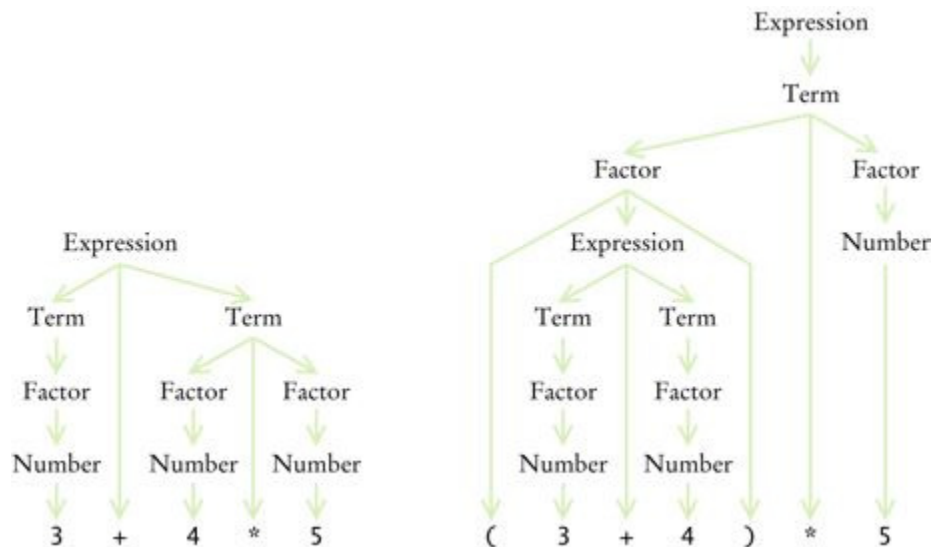 Expression
Term
Factor Factor
Expression Expression Number
Term Term Term Term
Factor Factor Factor Factor Factor
Number Number Number Number Number
3 + 4 * 5 ( 3 + 4 ) * 5